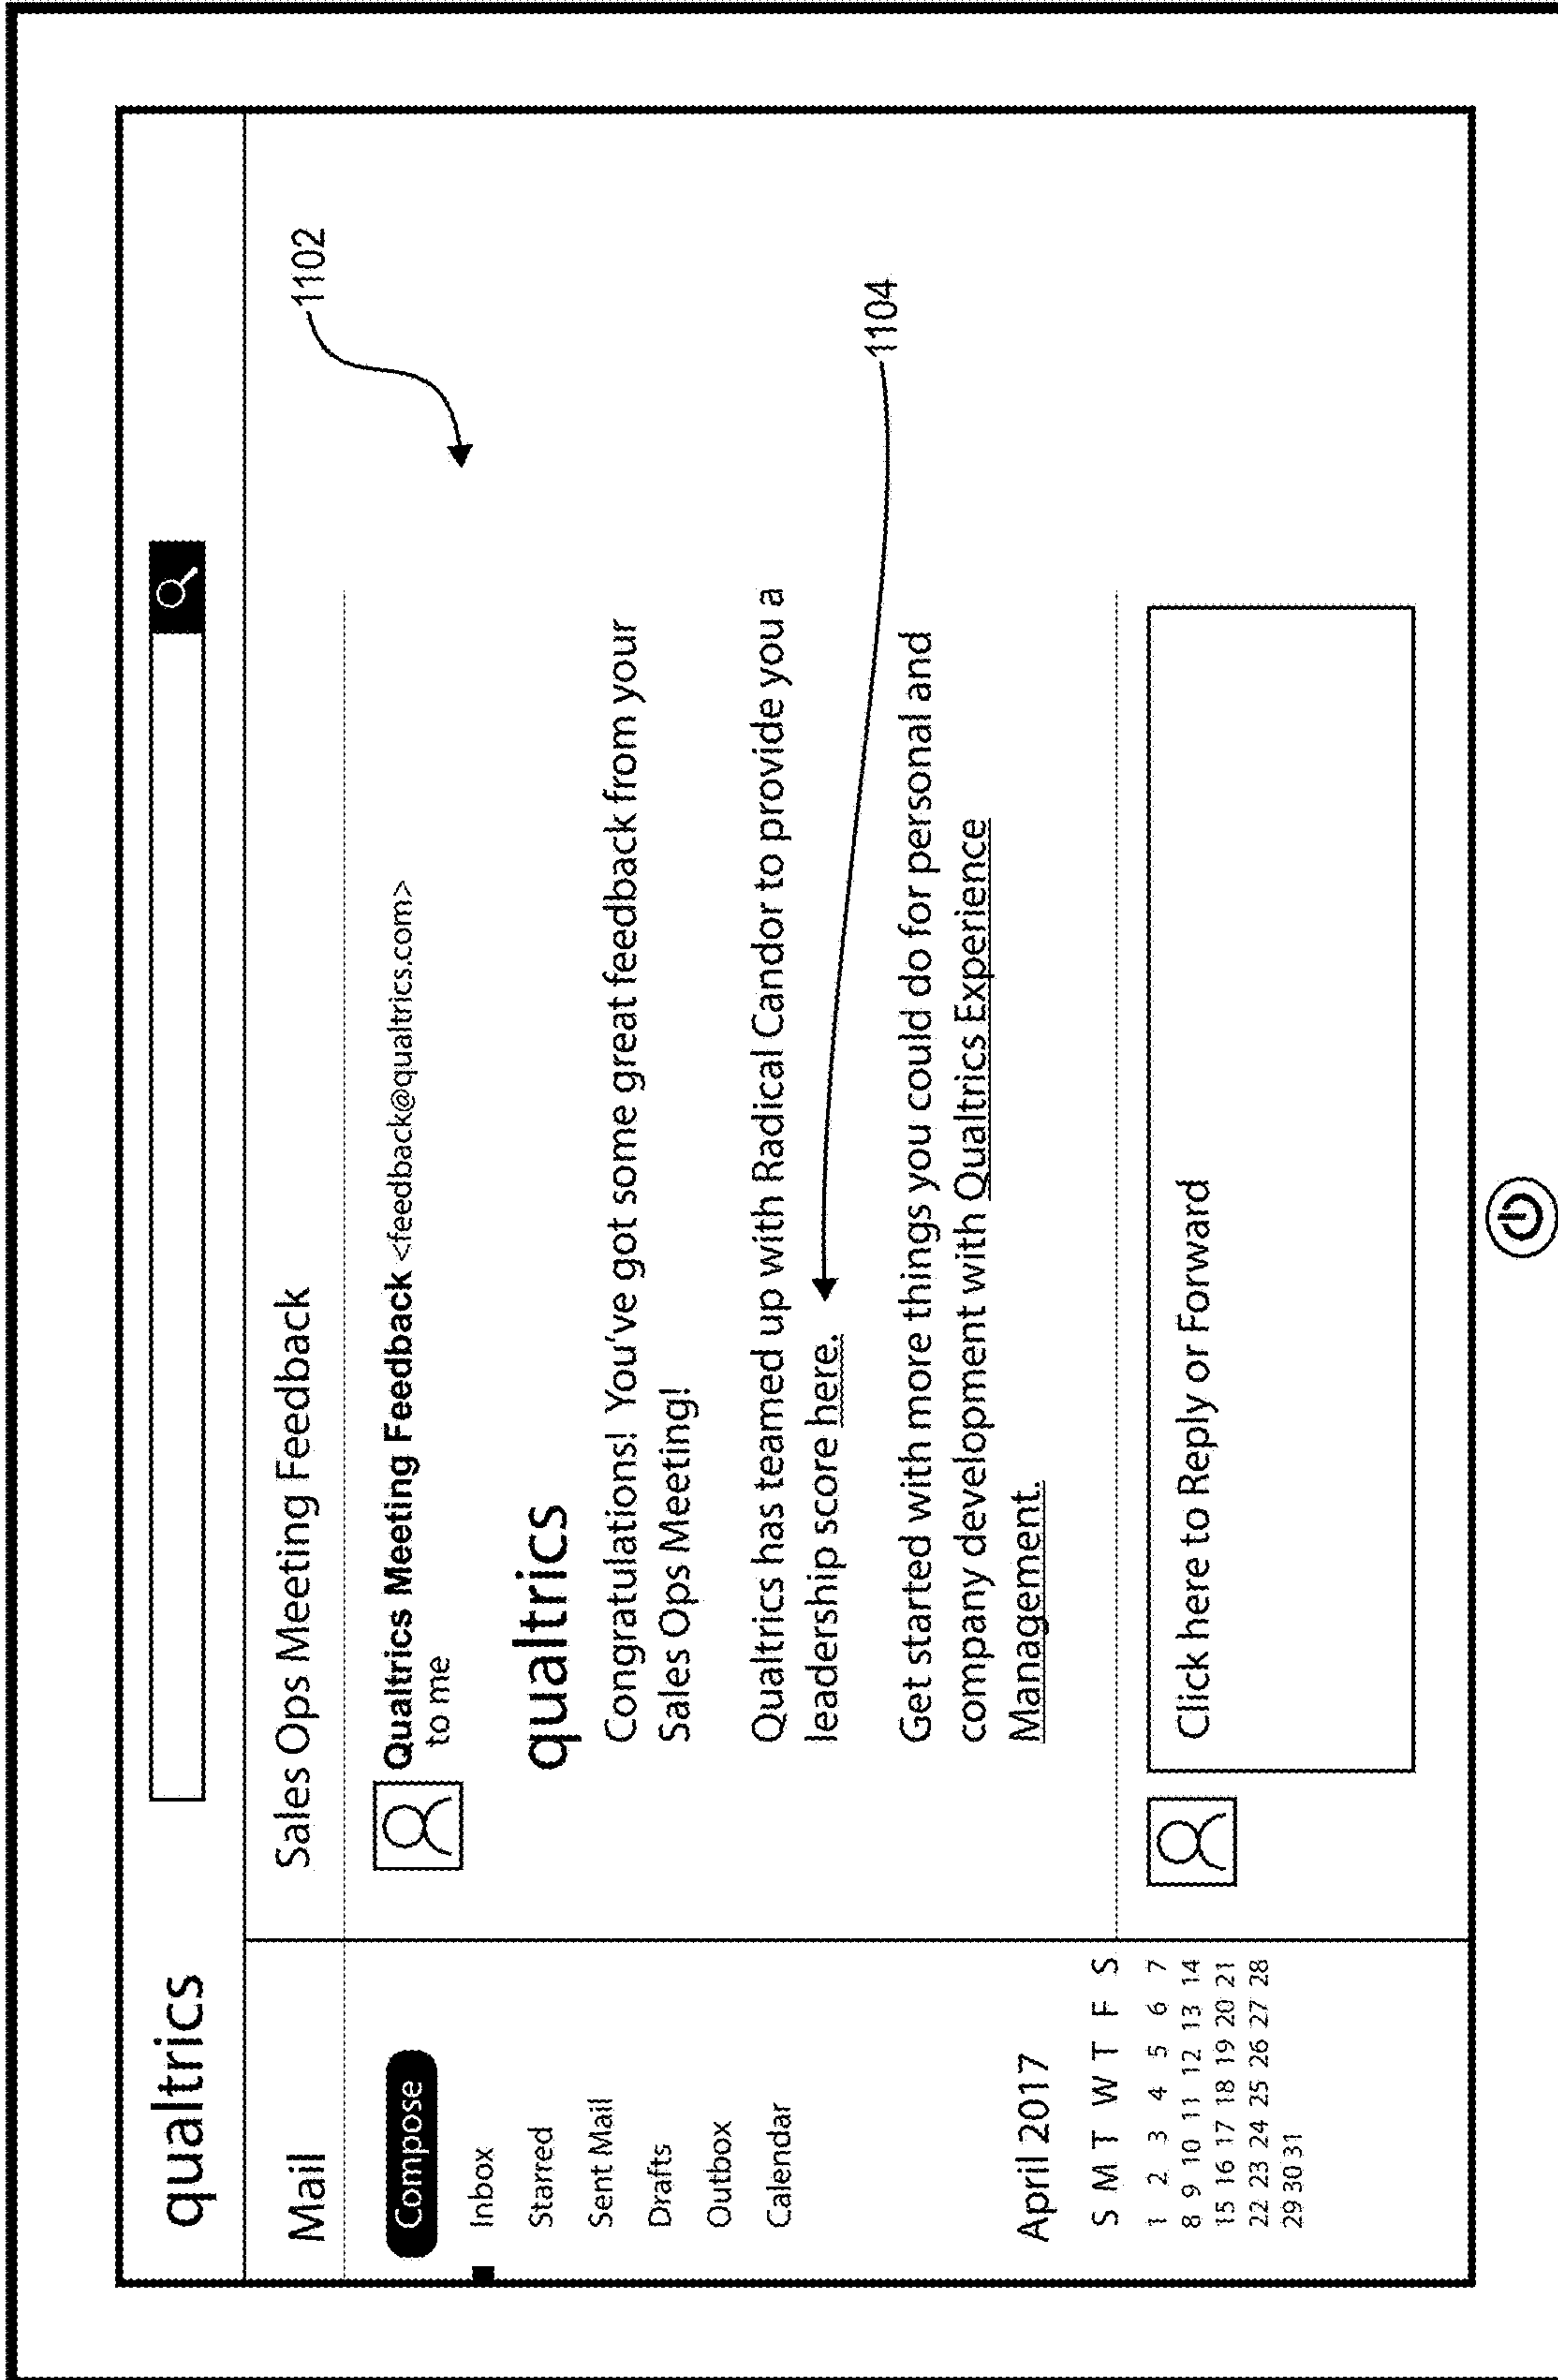 qualtrics
Mail
Compose
Inbox
Starred
Sent Mail
Drafts
Outbox
Calendar
April 2017
S M T W T F S
1 2 3 4 5 6 7
8 9 10 11 12 13 14
15 16 17 18 19 20 21
22 23 24 25 26 27 28
29 30 31
Sales Ops Meeting Feedback
1102
Qualtrics Meeting Feedback <feedback@qualtrics.com>
to me
qualtrics
Congratulations! You've got some great feedback from your
Sales Ops Meeting!
Qualtrics has teamed up with Radical Candor to provide you a
leadership score here.
1104
Get started with more things you could do for personal and
company development with Qualtrics Experience
Management.
Click here to Reply or Forward